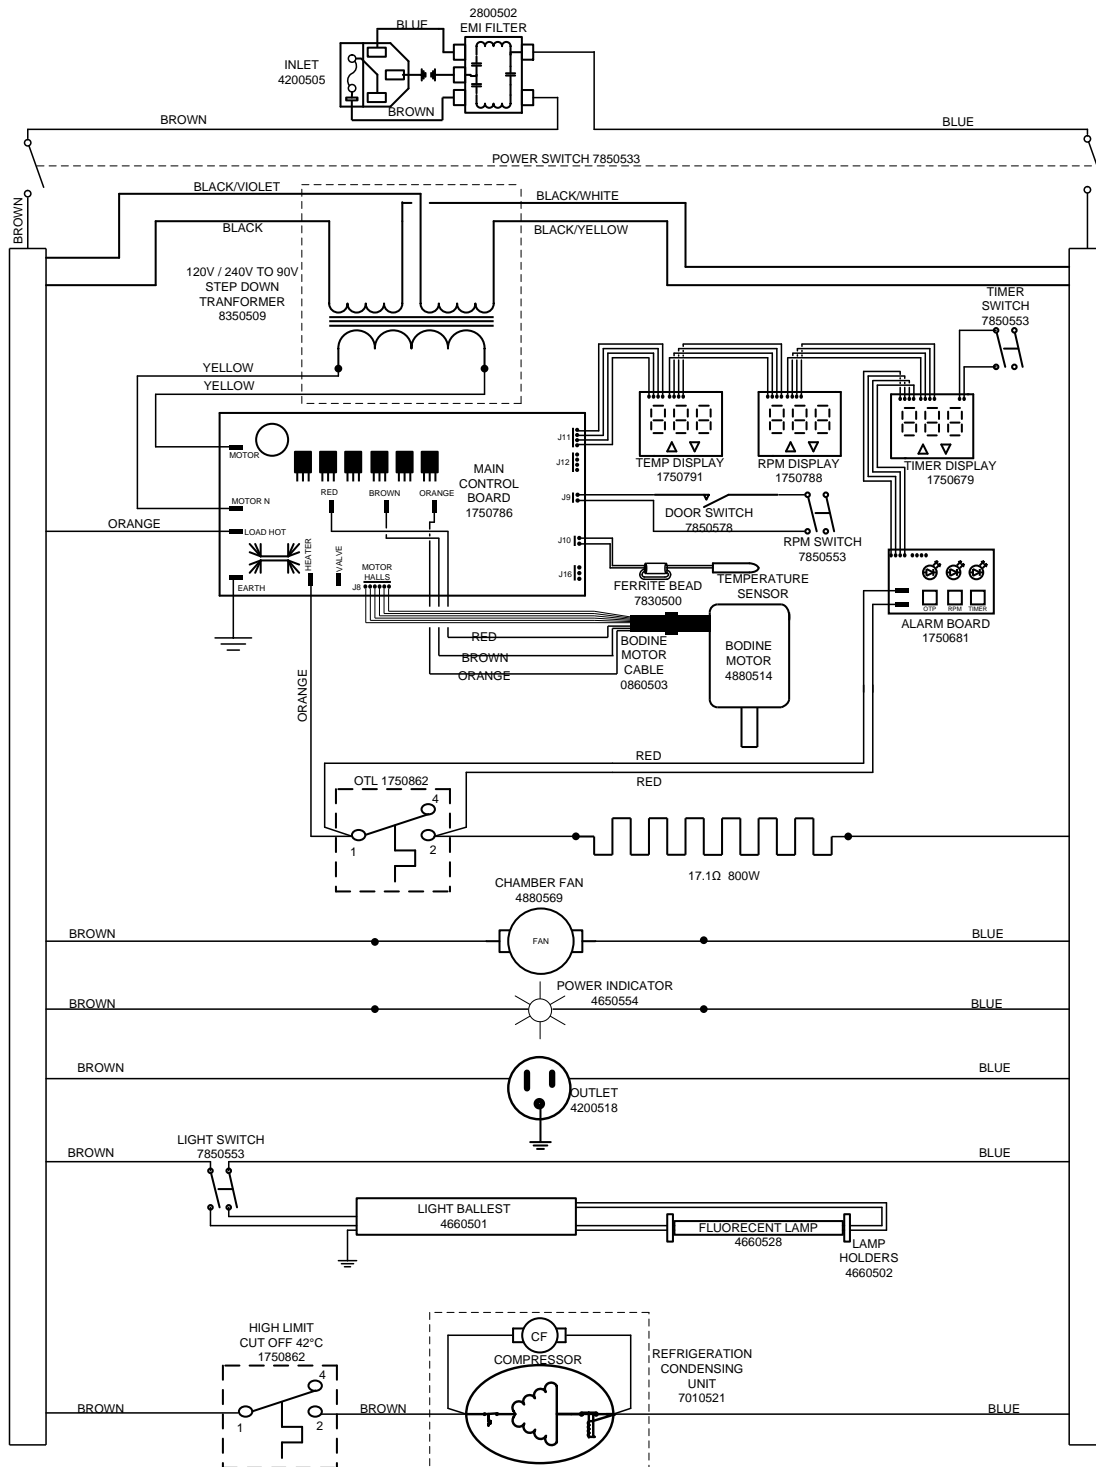 BLUE
2800502
EMI FILTER
INLET
4200505
BROWN
BROWN
BLUE
POWER SWITCH 7850533
BROWN
BLACK/VIOLET
BLACK/WHITE
BLACK
BLACK/YELLOW
120V / 240V TO 90V
STEP DOWN
TRANFORMER
8350509
TIMER
SWITCH
7850553
YELLOW
YELLOW
MOTOR
MAIN
CONTROL
BOARD
1750786
J11
J12
TEMP DISPLAY
1750791
RPM DISPLAY
1750788
TIMER DISPLAY
1750679
RED
BROWN
ORANGE
MOTOR N
J9
DOOR SWITCH
7850578
RPM SWITCH
7850553
ORANGE
LOAD HOT
HEATER
VALVE
MOTOR
HALLS
J8
EARTH
J10
J16
FERRITE BEAD
7830500
TEMPERATURE
SENSOR
OTP
RPM
TIMER
ALARM BOARD
1750681
RED
BROWN
ORANGE
BODINE
MOTOR
CABLE
0860503
BODINE
MOTOR
4880514
ORANGE
RED
RED
OTL 1750862
4
1
2
17.1Ω 800W
CHAMBER FAN
4880569
BROWN
FAN
BLUE
POWER INDICATOR
4650554
BROWN
BLUE
BROWN
BLUE
OUTLET
4200518
LIGHT SWITCH
7850553
BROWN
BLUE
LIGHT BALLEST
4660501
FLUORECENT LAMP
4660528
LAMP
HOLDERS
4660502
HIGH LIMIT
CUT OFF 42°C
1750862
4
1
2
CF
COMPRESSOR
REFRIGERATION
CONDENSING
UNIT
7010521
BROWN
BROWN
BLUE